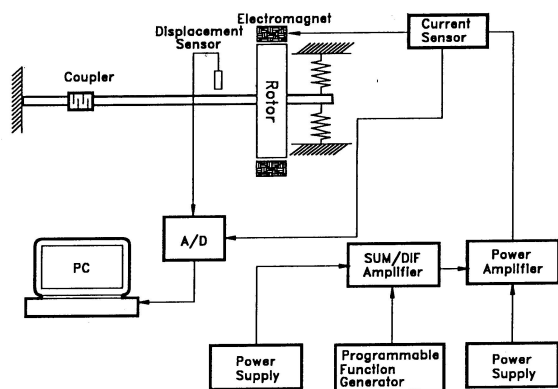 Electromagnet
Displacement
Sensor
Current
Sensor
Coupler
Rotor
A/D
PC
SUM/DIF
Amplifier
Power
Amplifier
Power
Supply
Programmable
Function
Generator
Power
Supply